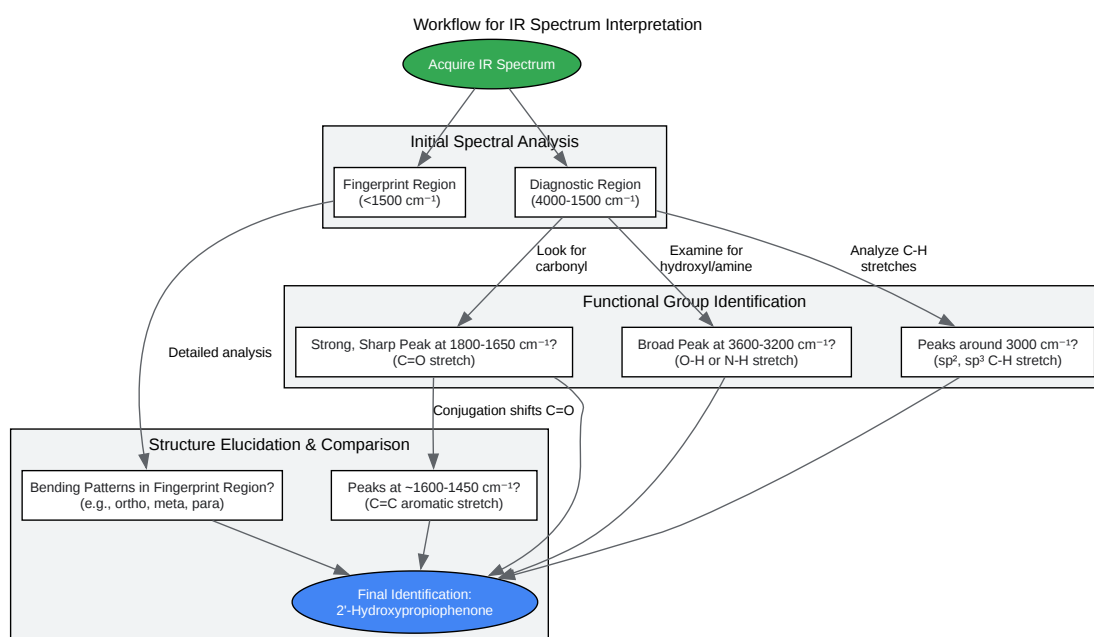 Workflow for IR Spectrum Interpretation
Acquire IR Spectrum
Initial Spectral Analysis
Fingerprint Region
(<1500 cm⁻¹)
Diagnostic Region
(4000-1500 cm⁻¹)
Look for
carbonyl
Examine for
hydroxyl/amine
Analyze C-H
stretches
Functional Group Identification
Strong, Sharp Peak at 1800-1650 cm⁻¹?
(C=O stretch)
Broad Peak at 3600-3200 cm⁻¹?
(O-H or N-H stretch)
Peaks around 3000 cm⁻¹?
(sp², sp³ C-H stretch)
Detailed analysis
Conjugation shifts C=O
Structure Elucidation & Comparison
Bending Patterns in Fingerprint Region?
(e.g., ortho, meta, para)
Peaks at ~1600-1450 cm⁻¹?
(C=C aromatic stretch)
Final Identification:
2'-Hydroxypropiophenone